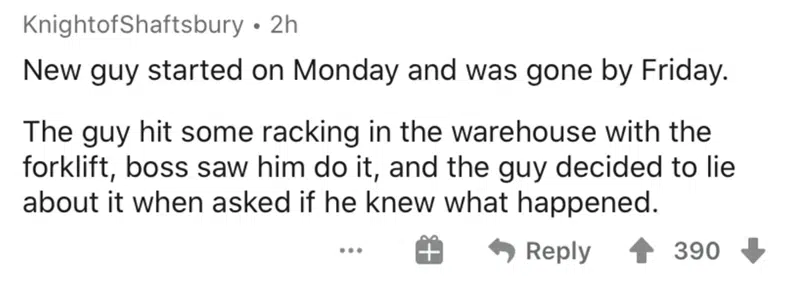 KnightofShaftsbury • 2h
New guy started on Monday and was gone by Friday.
The guy hit some racking in the warehouse with the
forklift, boss saw him do it, and the guy decided to lie
about it when asked if he knew what happened.
Reply 390